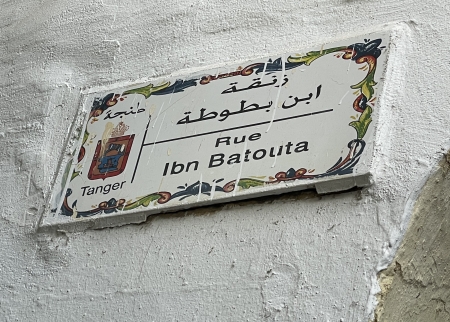 زنقة
ابن بطوطة
Rue
Ibn Batouta
طنجة
Tanger